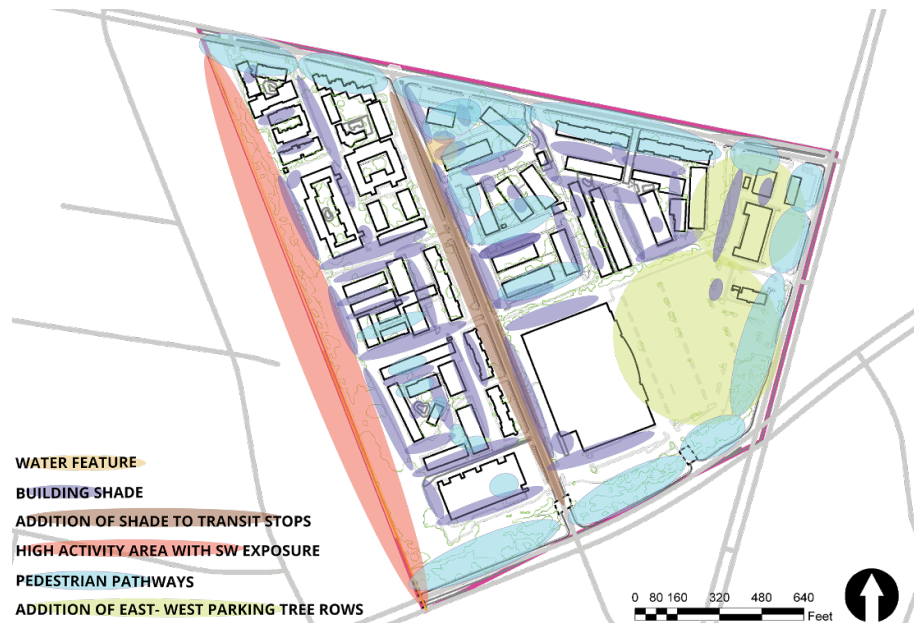 WATER FEATURE
BUILDING SHADE
ADDITION OF SHADE TO TRANSIT STOPS
HIGH ACTIVITY AREA WITH SW EXPOSURE
PEDESTRIAN PATHWAYS
ADDITION OF EAST- WEST PARKING TREE ROWS
0 80 160 320 480 640
Feet